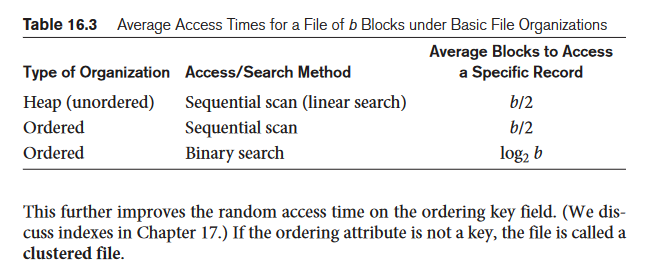 Table 16.3 Average Access Times for a File of b Blocks under Basic File Organizations
Average Blocks to Access
Type of Organization Access/Search Method a Specific Record
Heap (unordered) Sequential scan (linear search) b/2
Ordered Sequential scan b/2
Ordered Binary search log₂ b
This further improves the random access time on the ordering key field. (We dis-
cuss indexes in Chapter 17.) If the ordering attribute is not a key, the file is called a
clustered file.